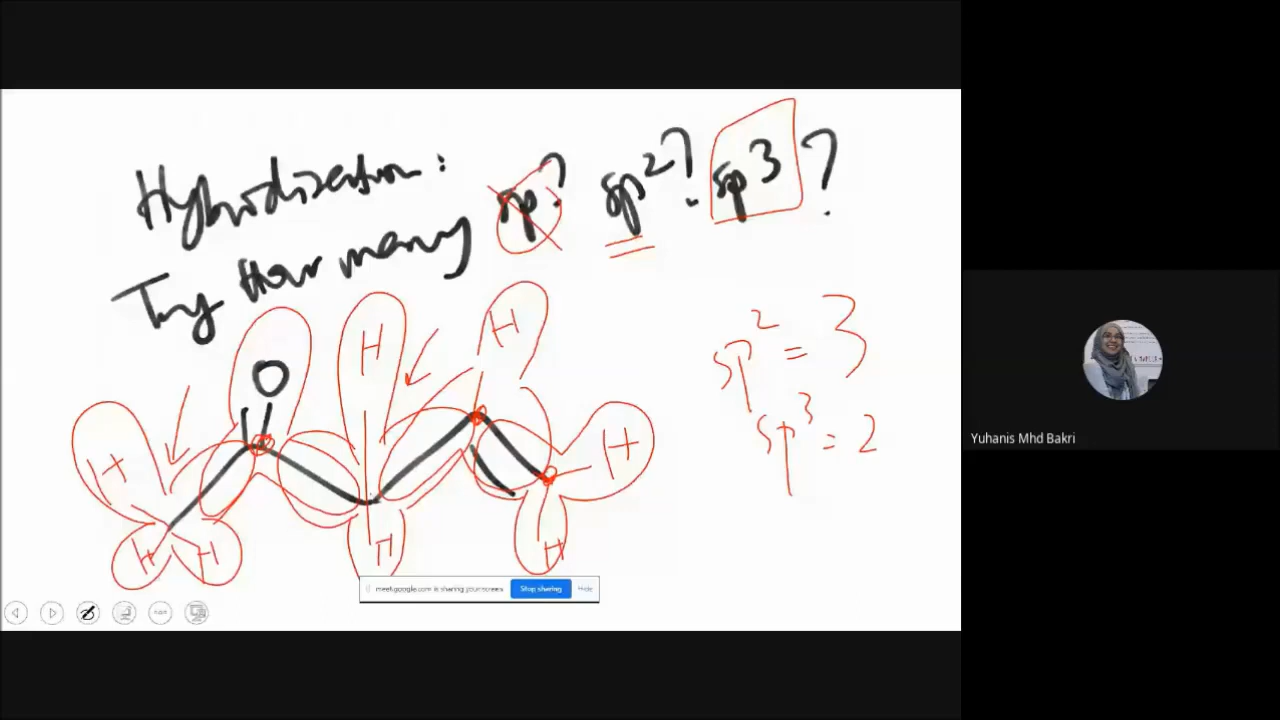 Hybridization: sp? sp2? sp3?
Try How many
O
H
H
H
H
H
H
H
H
sp2 = 3
sp3 = 2
Yuhanis Mhd Bakri
meet.google.com is sharing your screen. Stop sharing Hide